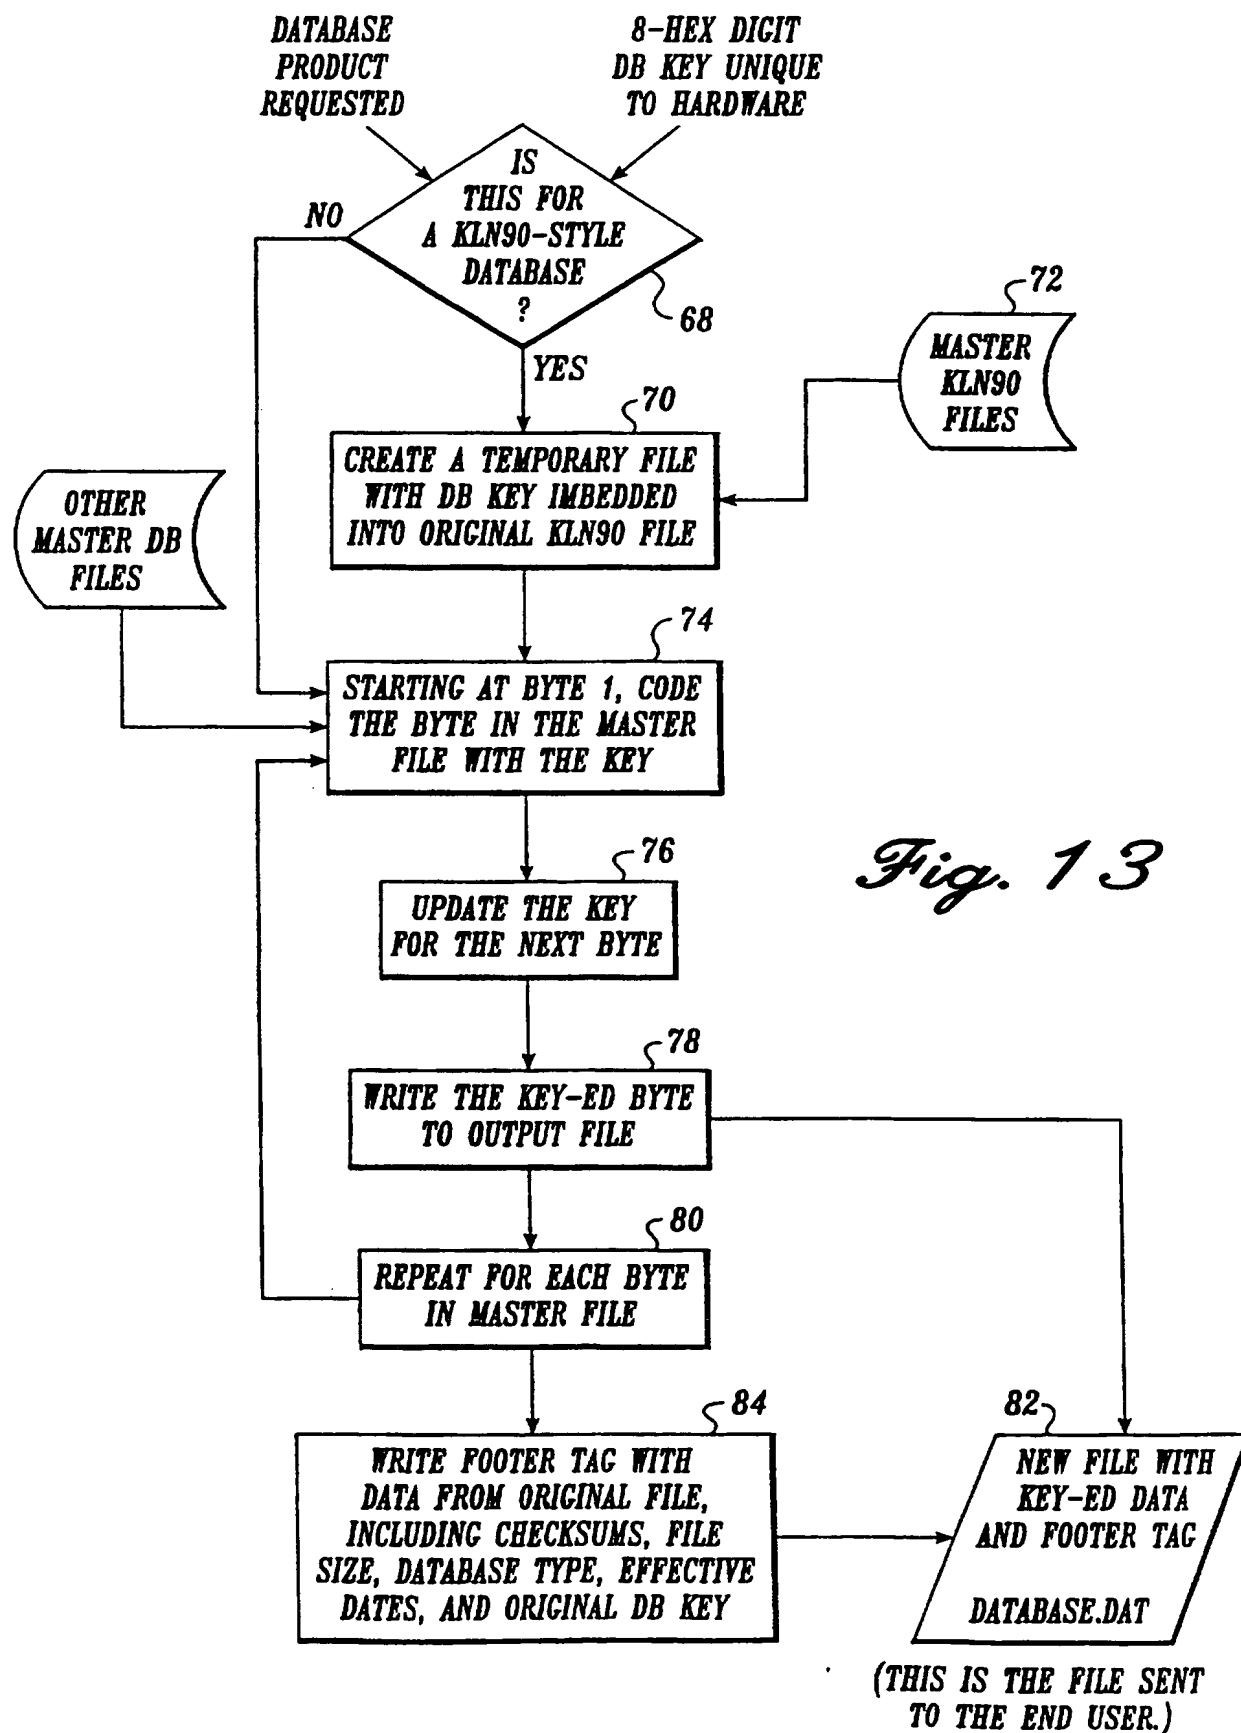 DATABASE
PRODUCT
REQUESTED
8-HEX DIGIT
DB KEY UNIQUE
TO HARDWARE
IS
THIS FOR
A KLN90-STYLE
DATABASE
?
NO
68
YES
72
MASTER
KLN90
FILES
70
CREATE A TEMPORARY FILE
WITH DB KEY IMBEDDED
INTO ORIGINAL KLN90 FILE
OTHER
MASTER DB
FILES
74
STARTING AT BYTE 1, CODE
THE BYTE IN THE MASTER
FILE WITH THE KEY
Fig. 13
76
UPDATE THE KEY
FOR THE NEXT BYTE
78
WRITE THE KEY-ED BYTE
TO OUTPUT FILE
80
REPEAT FOR EACH BYTE
IN MASTER FILE
84
WRITE FOOTER TAG WITH
DATA FROM ORIGINAL FILE,
INCLUDING CHECKSUMS, FILE
SIZE, DATABASE TYPE, EFFECTIVE
DATES, AND ORIGINAL DB KEY
82
NEW FILE WITH
KEY-ED DATA
AND FOOTER TAG
DATABASE.DAT
(THIS IS THE FILE SENT
TO THE END USER.)